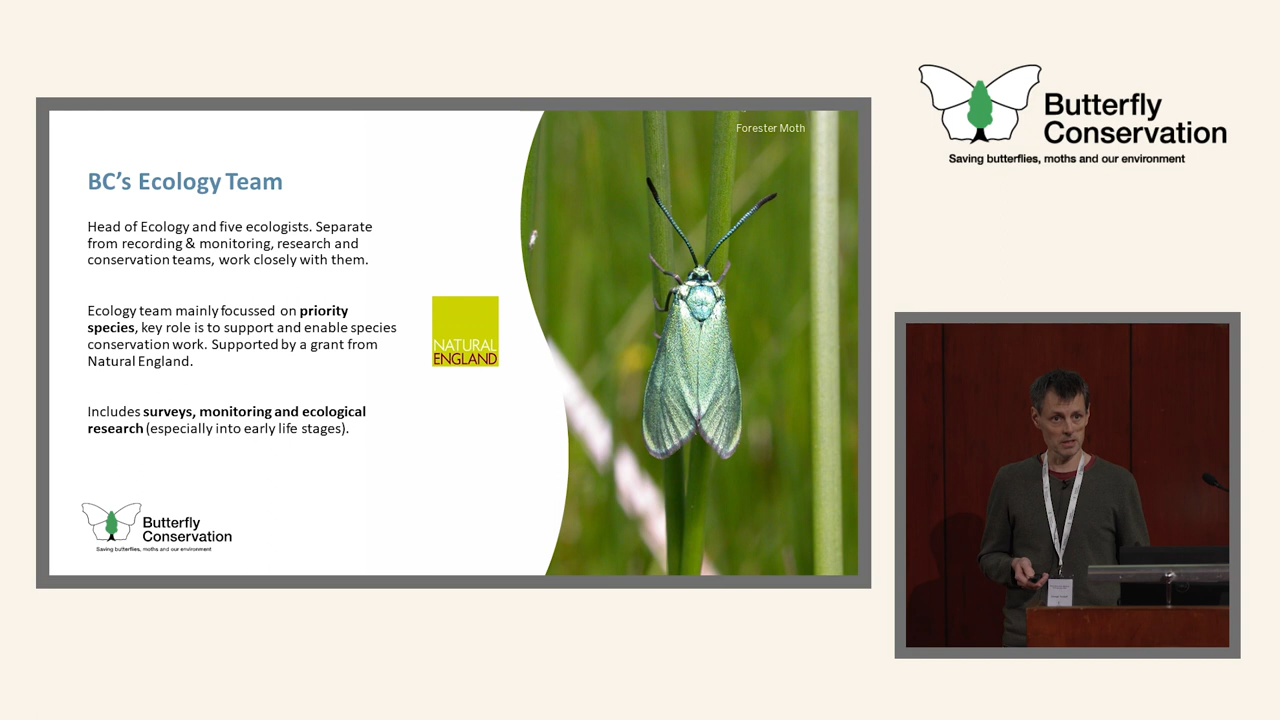 Forester Moth
BC's Ecology Team
Head of Ecology and five ecologists. Separate
from recording & monitoring, research and
conservation teams, work closely with them.
Ecology team mainly focussed on priority
species, key role is to support and enable species
conservation work. Supported by a grant from
Natural England.
NATURAL
ENGLAND
Includes surveys, monitoring and ecological
research (especially into early life stages).
Butterfly
Conservation
Saving butterflies, moths and our environment
Butterfly
Conservation
Saving butterflies, moths and our environment